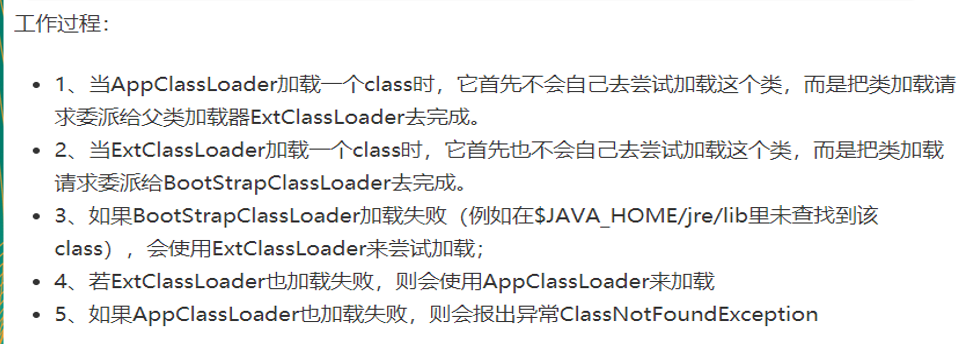 工作过程：
• 1、当AppClassLoader加载一个class时，它首先不会自己去尝试加载这个类，而是把类加载请
求委派给父类加载器ExtClassLoader去完成。
• 2、当ExtClassLoader加载一个class时，它首先也不会自己去尝试加载这个类，而是把类加载
请求委派给BootStrapClassLoader去完成。
• 3、如果BootStrapClassLoader加载失败（例如在$JAVA_HOME/jre/lib里未查找到该
class），会使用ExtClassLoader来尝试加载；
• 4、若ExtClassLoader也加载失败，则会使用AppClassLoader来加载
• 5、如果AppClassLoader也加载失败，则会报出异常ClassNotFoundException